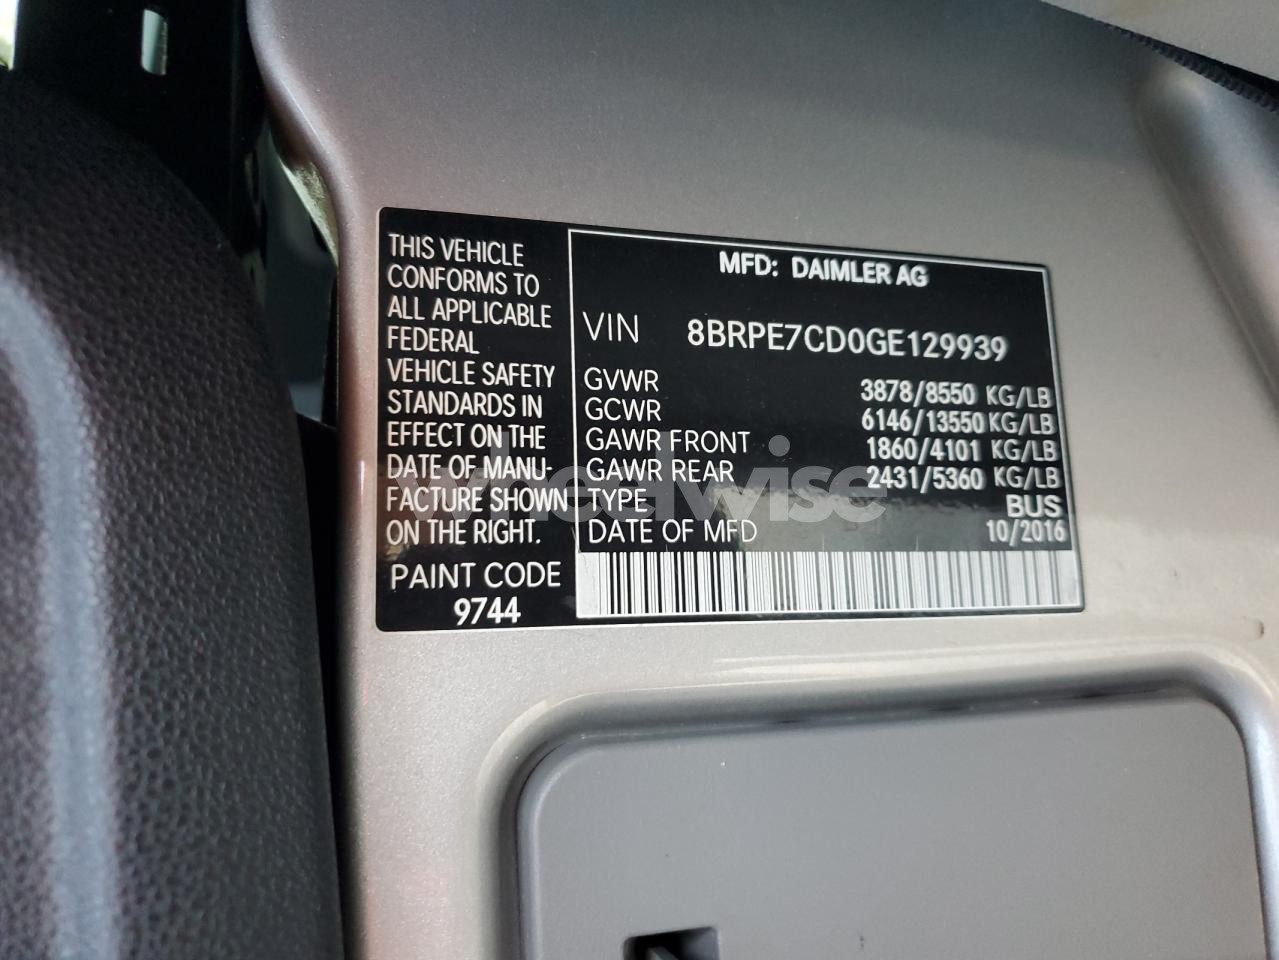 THIS VEHICLE
CONFORMS TO
ALL APPLICABLE
FEDERAL
VEHICLE SAFETY
STANDARDS IN
EFFECT ON THE
DATE OF MANU-
FACTURE SHOWN
ON THE RIGHT.
PAINT CODE
9744
MFD: DAIMLER AG
VIN 8BRPE7CD0GE129939
GVWR 3878/8550 KG/LB
GCWR 6146/13550 KG/LB
GAWR FRONT 1860/4101 KG/LB
GAWR REAR 2431/5360 KG/LB
TYPE BUS
DATE OF MFD 10/2016
wheelwise